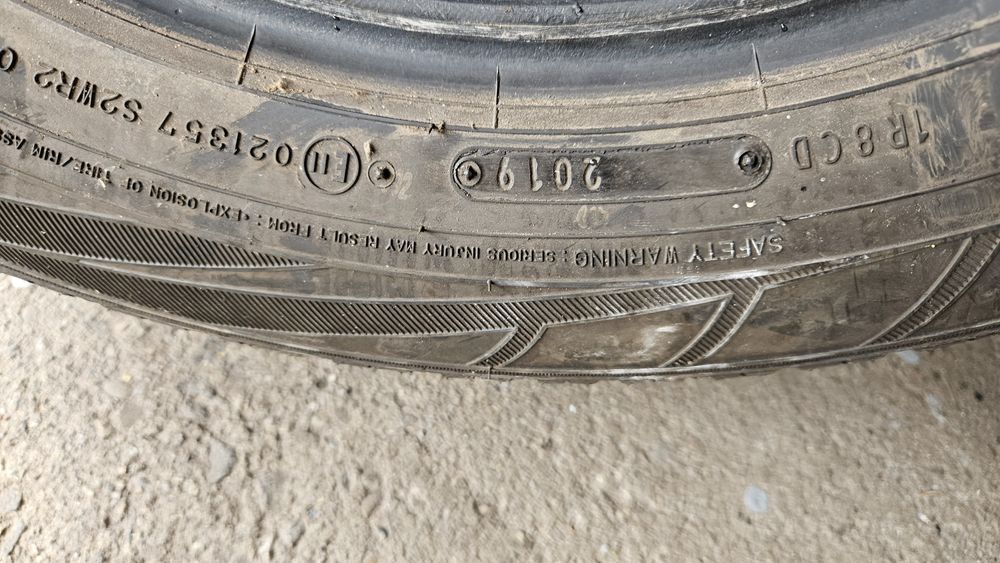 1R8CD 2019 E11 021357 S2WR2
SAFETY WARNING : SERIOUS INJURY MAY RESULT FROM : <EXPLOSION OF TIRE/RIM